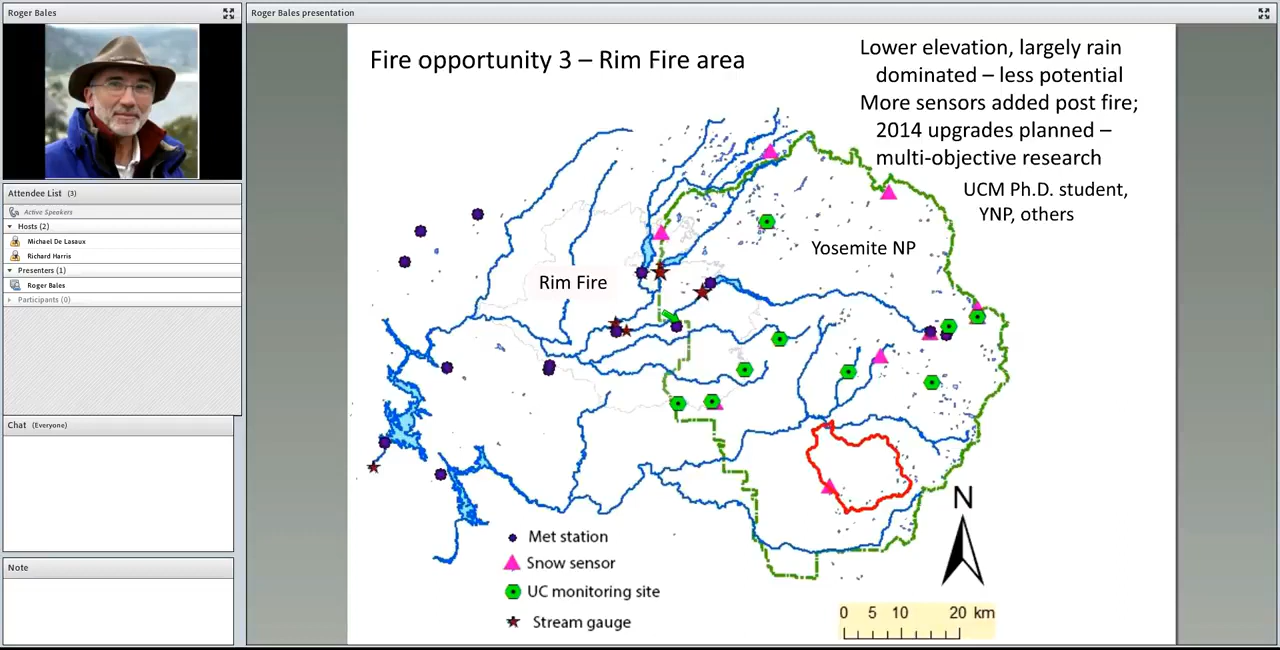 Roger Bales
Attendee List (3)
Active Speakers
Hosts (2)
Michael De Lasaux
Richard Harris
Presenters (1)
Roger Bales
Participants (0)
Chat (Everyone)
Note
Roger Bales presentation
Fire opportunity 3 – Rim Fire area
Lower elevation, largely rain
dominated – less potential
More sensors added post fire;
2014 upgrades planned –
multi-objective research
UCM Ph.D. student,
YNP, others
Yosemite NP
Rim Fire
N
Met station
Snow sensor
UC monitoring site
Stream gauge
0 5 10 20 km